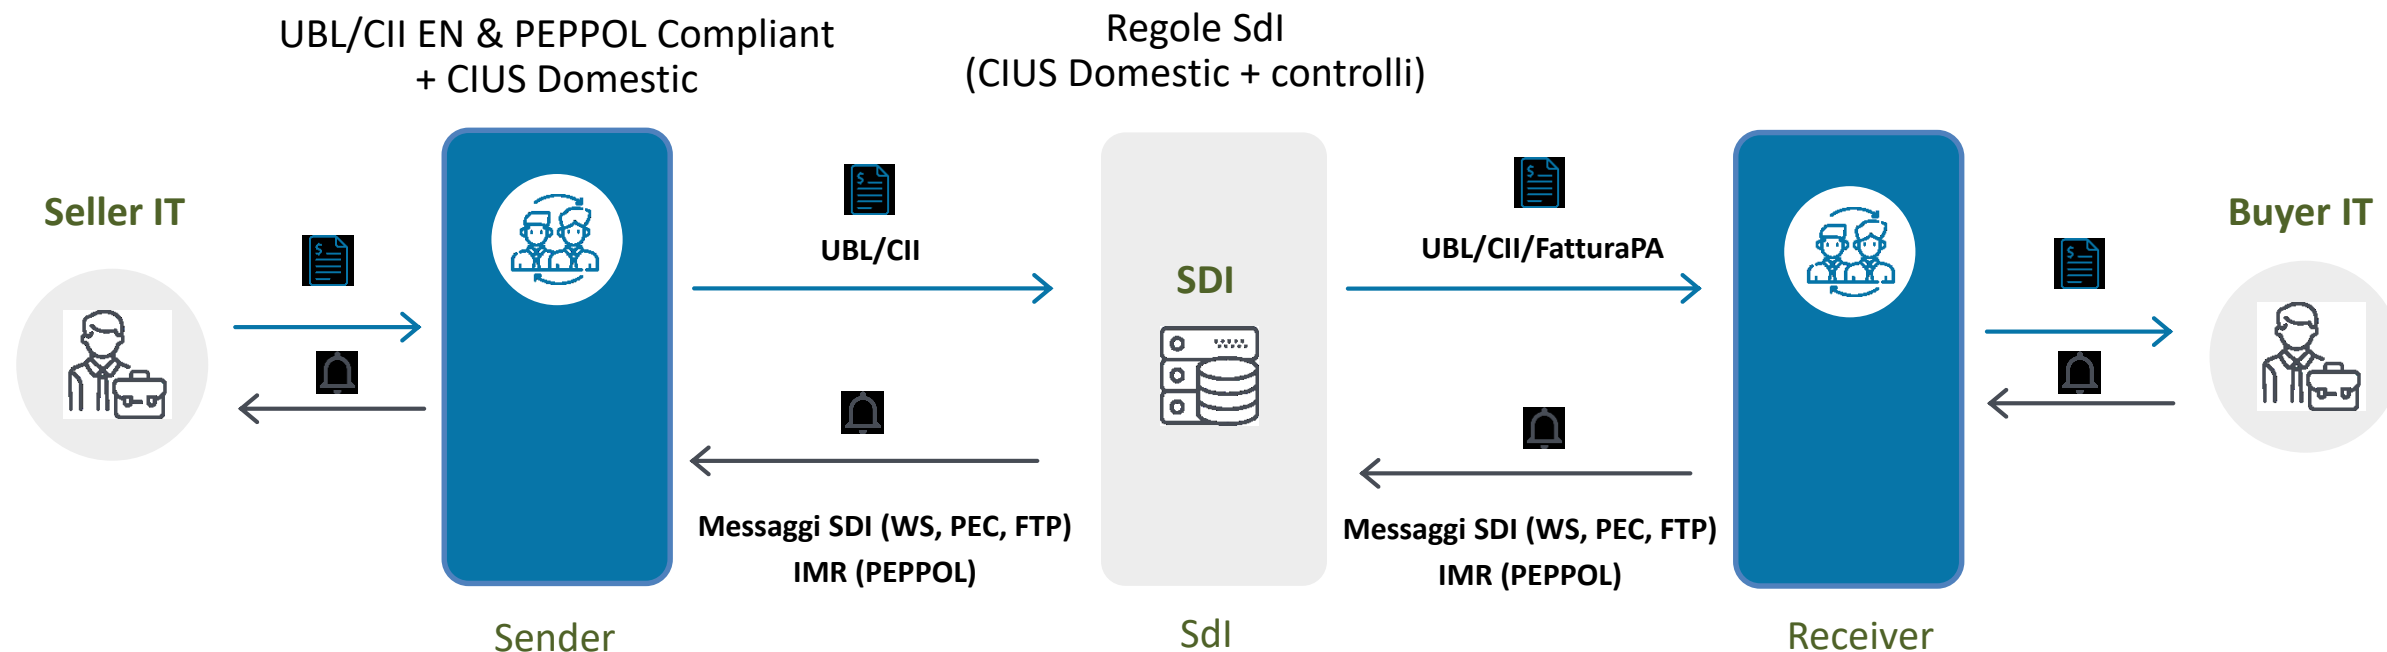 UBL/CII EN & PEPPOL Compliant
+ CIUS Domestic
Regole SdI
(CIUS Domestic + controlli)
Seller IT
UBL/CII
SDI
UBL/CII/FatturaPA
Buyer IT
Messaggi SDI (WS, PEC, FTP)
IMR (PEPPOL)
Messaggi SDI (WS, PEC, FTP)
IMR (PEPPOL)
Sender
SdI
Receiver